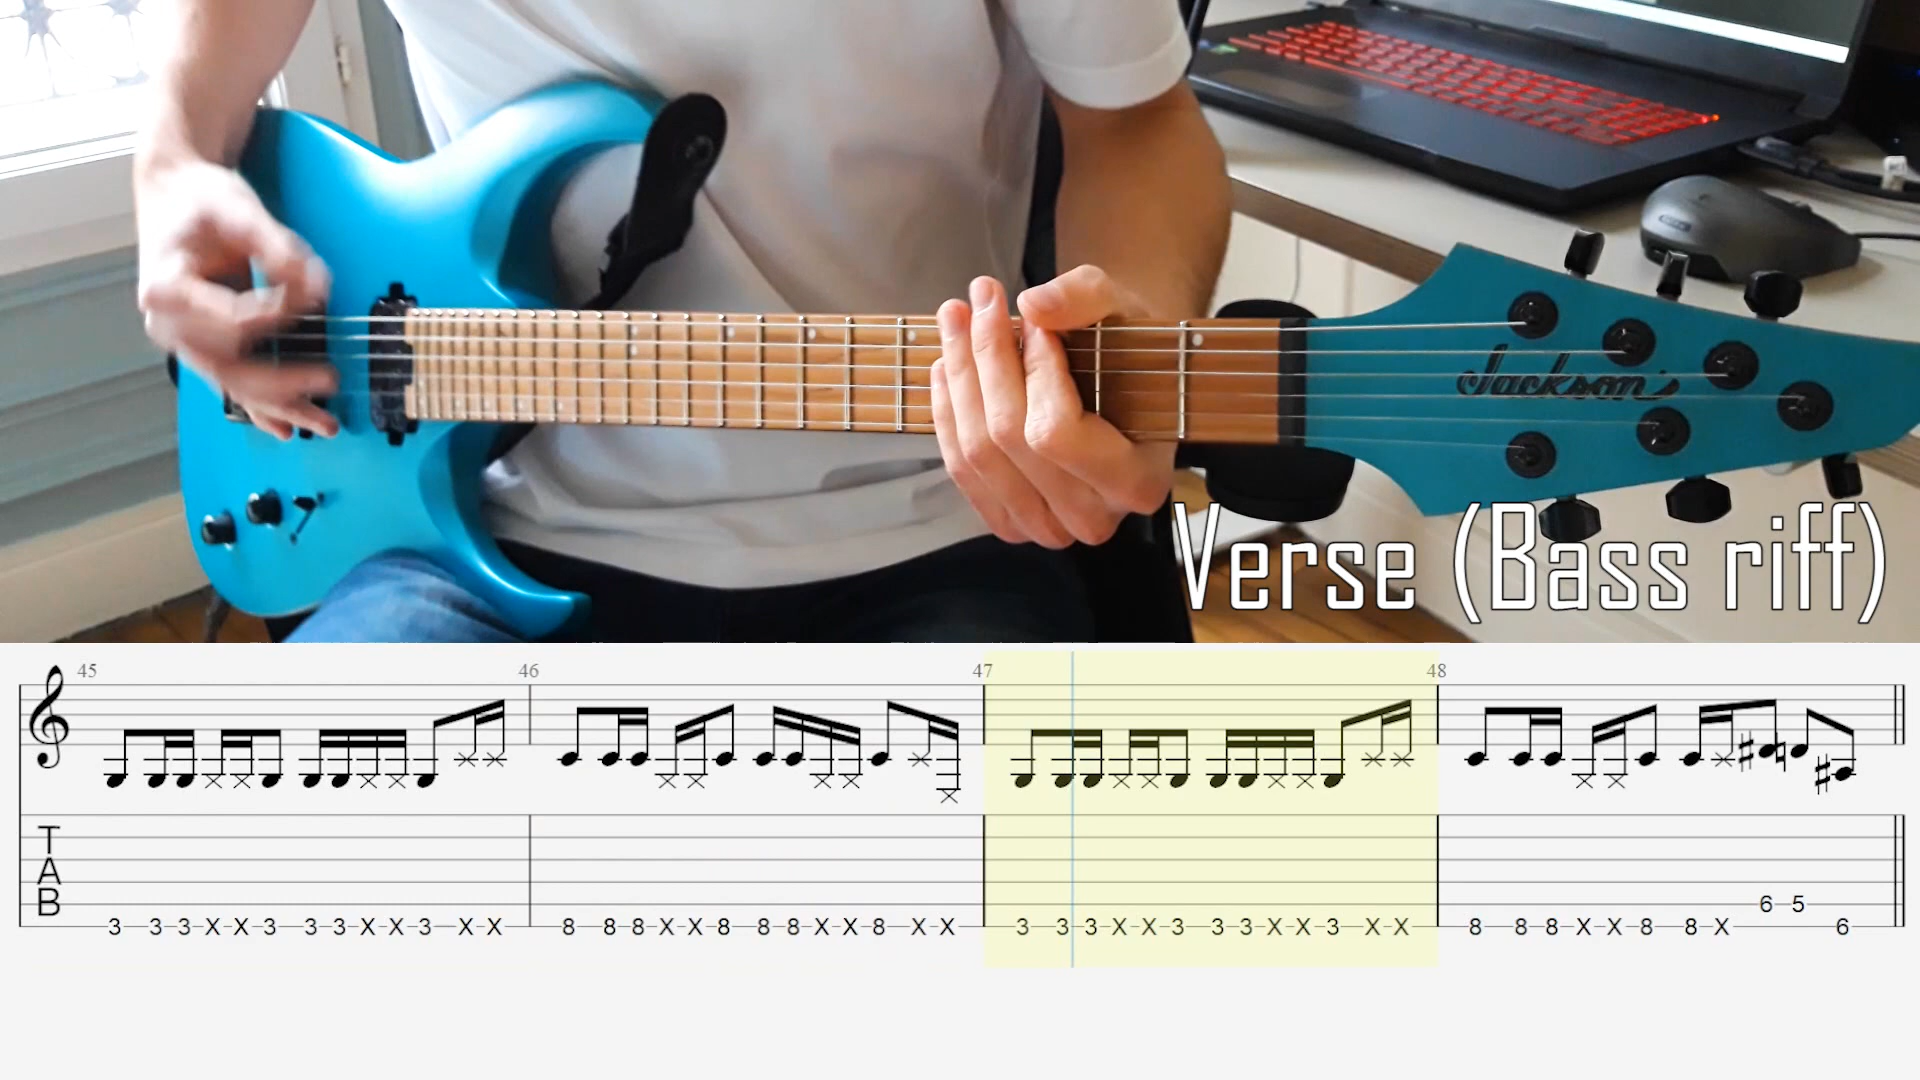 Jackson
Verse (Bass riff)
45 46 47 48
T
A
B
6 5
3 3 3 X X 3 3 3 X X 3 X X 8 8 8 X X 8 8 8 X X 8 X X 3 3 3 X X 3 3 3 X X 3 X X 8 8 8 X X 8 8 X 6